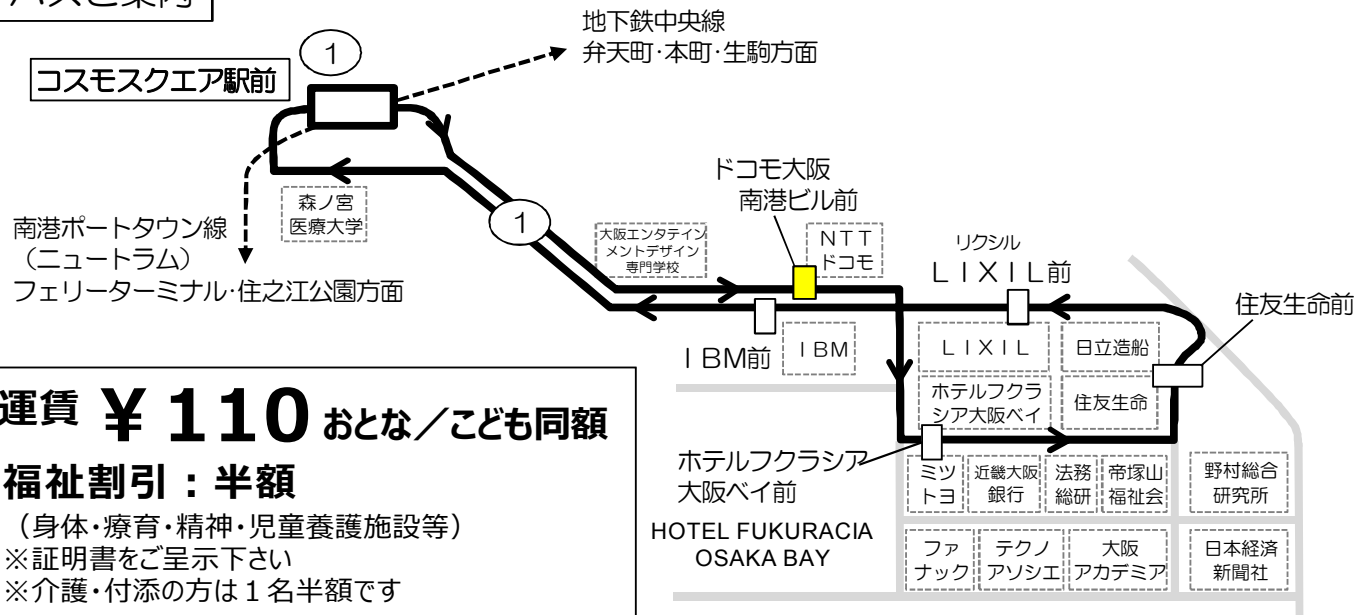 バスご案内
①
コスモスクエア駅前
地下鉄中央線
弁天町･本町･生駒方面
南港ポートタウン線
（ニュートラム）
フェリーターミナル･住之江公園方面
森ノ宮
医療大学
①
大阪エンタテイン
メントデザイン
専門学校
ドコモ大阪
南港ビル前
ＮＴＴ
ドコモ
リクシル
ＬＩＸＩＬ前
住友生命前
ＩＢＭ前
ＩＢＭ
ＬＩＸＩＬ
日立造船
ホテルフクラ
シア大阪ベイ
住友生命
ホテルフクラシア
大阪ベイ前
HOTEL FUKURACIA
OSAKA BAY
ミツ
トヨ
近畿大阪
銀行
法務
総研
帝塚山
福祉会
野村総合
研究所
ファ
ナック
テクノ
アソシエ
大阪
アカデミア
日本経済
新聞社
運賃 ￥１１０ おとな／こども同額
福祉割引：半額
（身体･療育･精神･児童養護施設等）
※証明書をご呈示下さい
※介護･付添の方は１名半額です